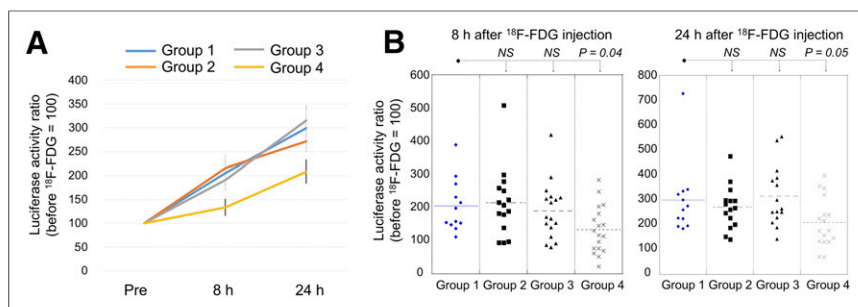 A
Group 1
Group 3
Group 2
Group 4
Luciferase activity ratio
(before ¹⁸F-FDG = 100)
400
350
300
250
200
150
100
50
0
Pre
8 h
24 h
B
8 h after ¹⁸F-FDG injection
NS
NS
P = 0.04
Luciferase activity ratio
(before ¹⁸F-FDG = 100)
600
500
400
300
200
100
0
Group 1
Group 2
Group 3
Group 4
24 h after ¹⁸F-FDG injection
NS
NS
P = 0.05
800
700
600
500
400
300
200
100
0
Group 1
Group 2
Group 3
Group 4